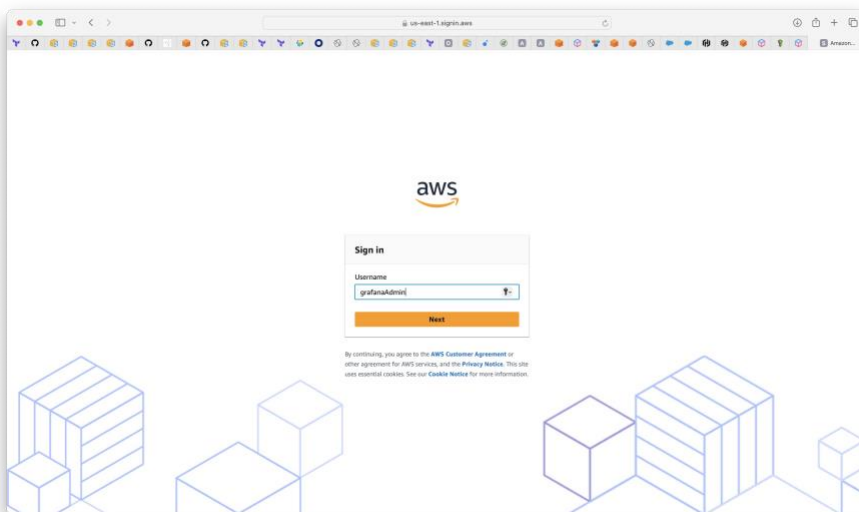 us-east-1.signin.aws
Amazon...
aws
Sign in
Username
grafanaAdmin
Next
By continuing, you agree to the AWS Customer Agreement or
other agreement for AWS services, and the Privacy Notice. This site
uses essential cookies. See our Cookie Notice for more information.